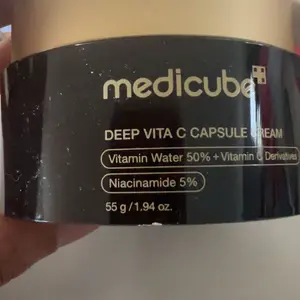 medicube
DEEP VITA C CAPSULE CREAM
Vitamin Water 50% + Vitamin C Derivatives
Niacinamide 5%
55 g / 1.94 oz.